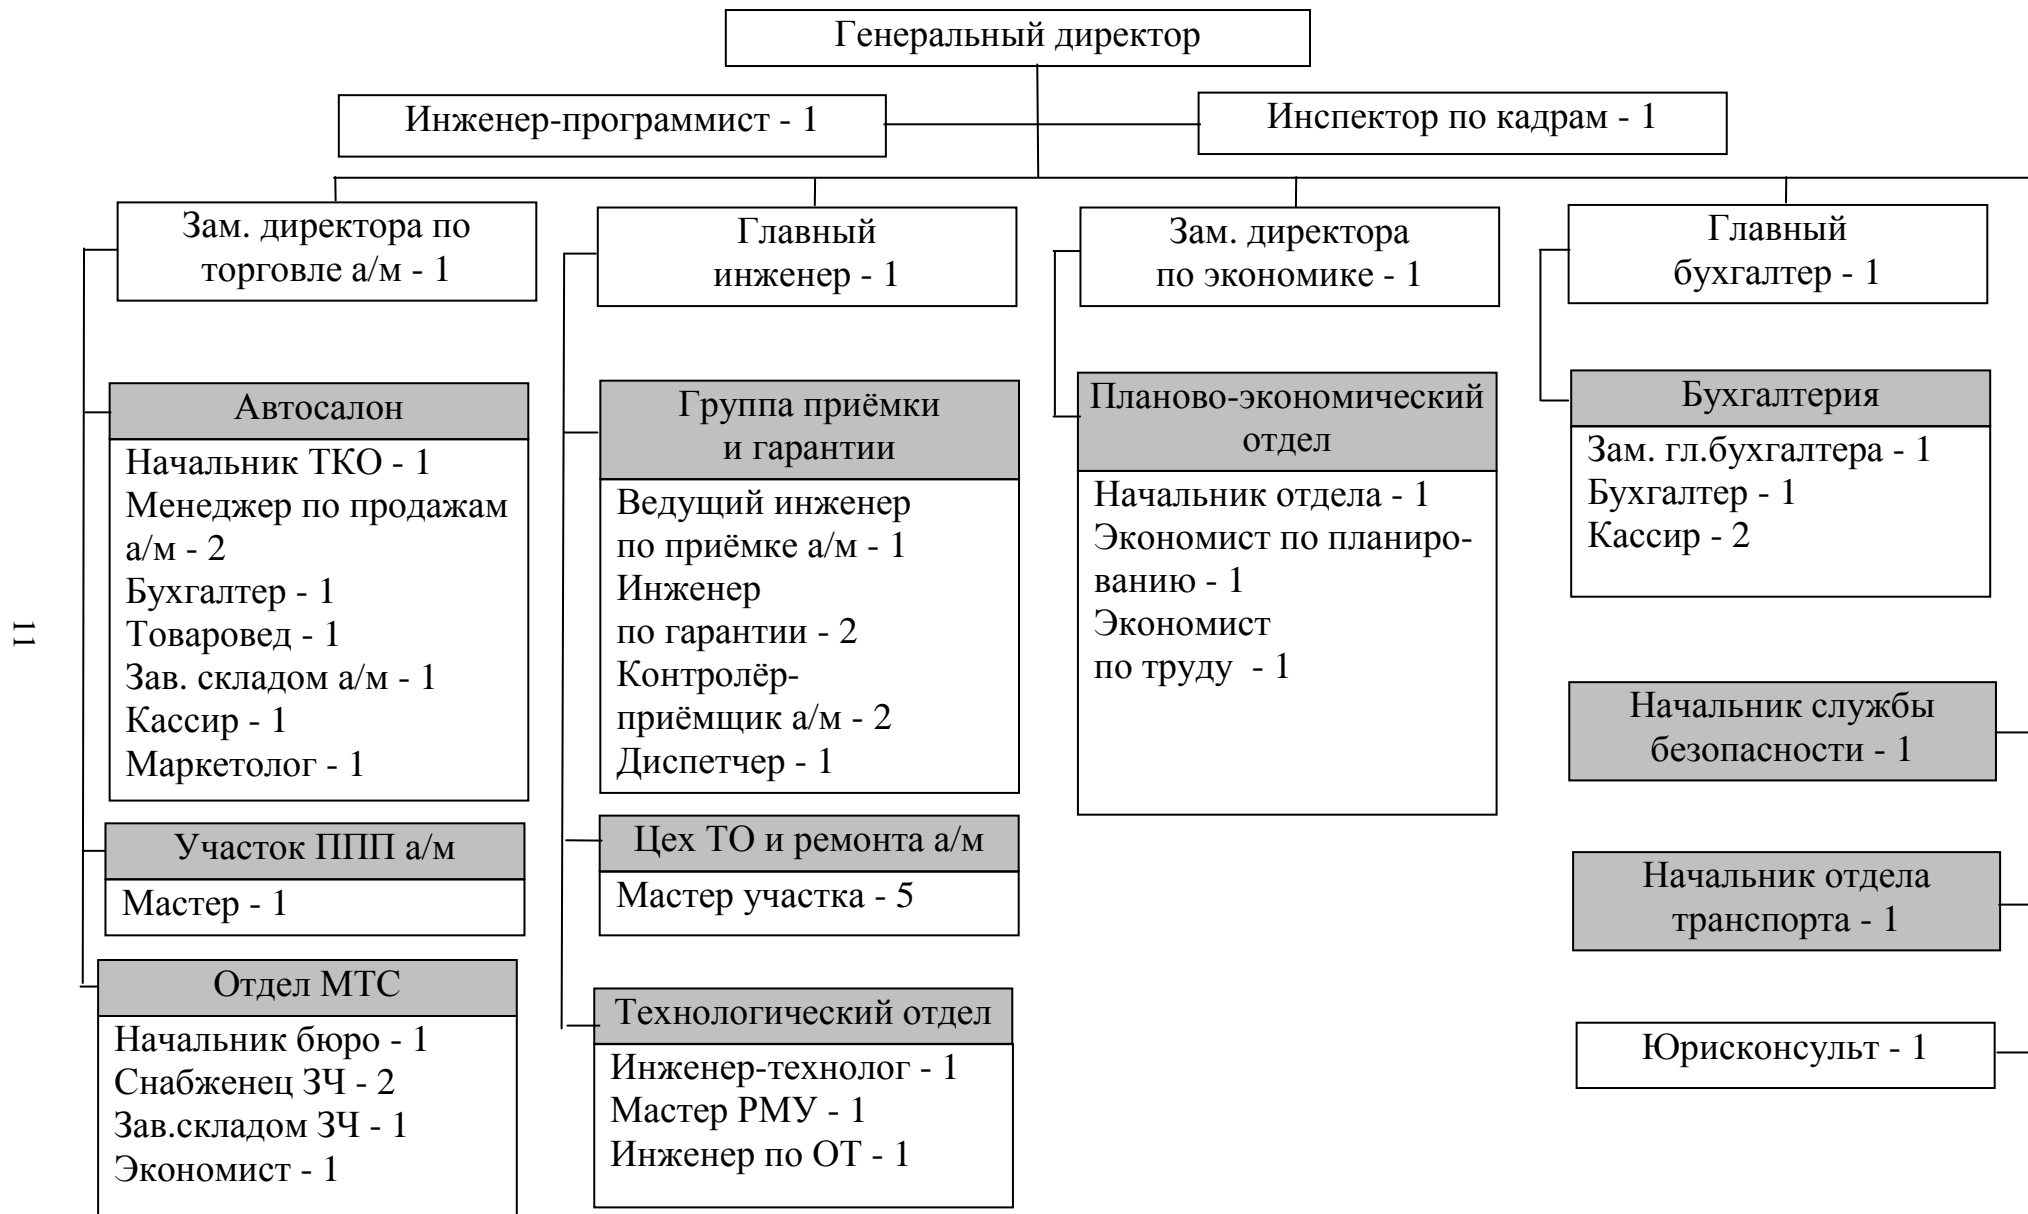 Генеральный директор
Инженер-программист - 1
Инспектор по кадрам - 1
Зам. директора по
торговле а/м - 1
Главный
инженер - 1
Зам. директора
по экономике - 1
Главный
бухгалтер - 1
Автосалон
Начальник ТКО - 1
Менеджер по продажам
а/м - 2
Бухгалтер - 1
Товаровед - 1
Зав. складом а/м - 1
Кассир - 1
Маркетолог - 1
Участок ППП а/м
Мастер - 1
Отдел МТС
Начальник бюро - 1
Снабженец ЗЧ - 2
Зав.складом ЗЧ - 1
Экономист - 1
Группа приёмки
и гарантии
Ведущий инженер
по приёмке а/м - 1
Инженер
по гарантии - 2
Контролёр-
приёмщик а/м - 2
Диспетчер - 1
Цех ТО и ремонта а/м
Мастер участка - 5
Технологический отдел
Инженер-технолог - 1
Мастер РМУ - 1
Инженер по ОТ - 1
Планово-экономический
отдел
Начальник отдела - 1
Экономист по планиро-
ванию - 1
Экономист
по труду - 1
Бухгалтерия
Зам. гл.бухгалтера - 1
Бухгалтер - 1
Кассир - 2
Начальник службы
безопасности - 1
Начальник отдела
транспорта - 1
Юрисконсульт - 1
11